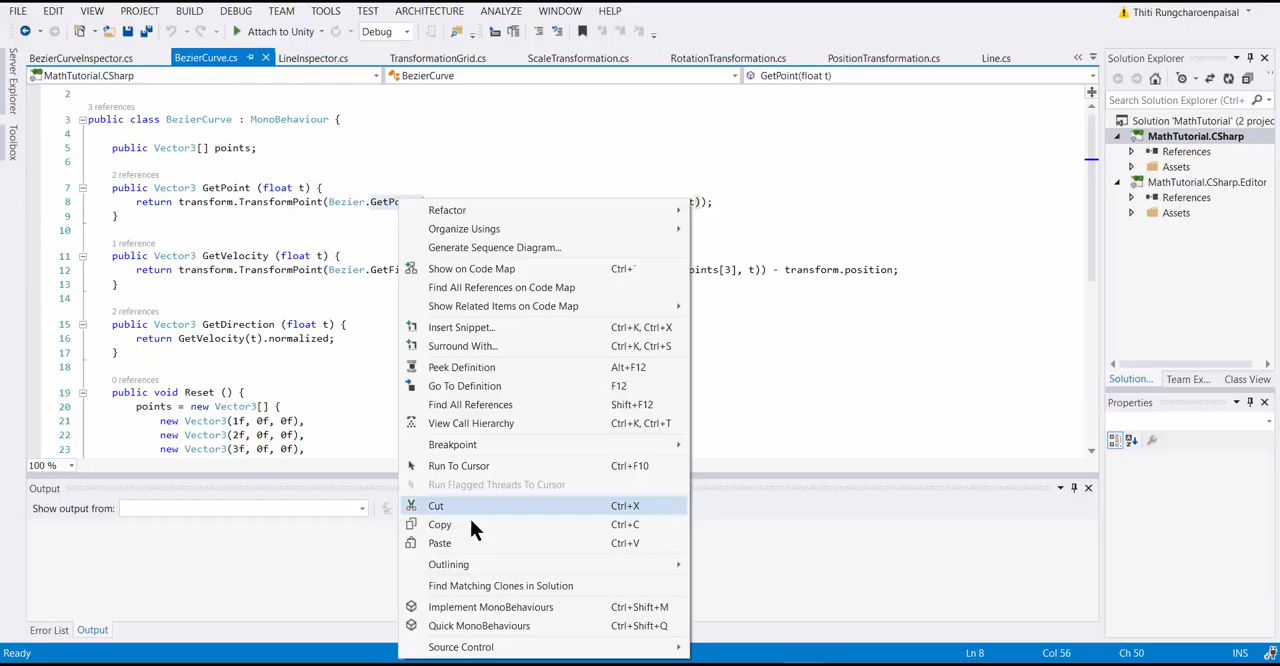 FILE EDIT VIEW PROJECT BUILD DEBUG TEAM TOOLS TEST ARCHITECTURE ANALYZE WINDOW HELP
Thiti Rungcharoenpaisal
Attach to Unity Debug
BezierCurveInspector.cs BezierCurve.cs LineInspector.cs TransformationGrid.cs ScaleTransformation.cs RotationTransformation.cs PositionTransformation.cs Line.cs
MathTutorial.CSharp BezierCurve GetPoint(float t)
Server Explorer
Toolbox
2
3 references
3 public class BezierCurve : MonoBehaviour {
4
5 public Vector3[] points;
6
2 references
7 public Vector3 GetPoint (float t) {
8 return transform.TransformPoint(Bezier.GetPo t));
9 }
10
1 reference
11 public Vector3 GetVelocity (float t) {
12 return transform.TransformPoint(Bezier.GetFi oints[3], t)) - transform.position;
13 }
14
2 references
15 public Vector3 GetDirection (float t) {
16 return GetVelocity(t).normalized;
17 }
18
0 references
19 public void Reset () {
20 points = new Vector3[] {
21 new Vector3(1f, 0f, 0f),
22 new Vector3(2f, 0f, 0f),
23 new Vector3(3f, 0f, 0f),
100 %
Refactor
Organize Usings
Generate Sequence Diagram...
Show on Code Map Ctrl+`
Find All References on Code Map
Show Related Items on Code Map
Insert Snippet... Ctrl+K, Ctrl+X
Surround With... Ctrl+K, Ctrl+S
Peek Definition Alt+F12
Go To Definition F12
Find All References Shift+F12
View Call Hierarchy Ctrl+K, Ctrl+T
Breakpoint
Run To Cursor Ctrl+F10
Run Flagged Threads To Cursor
Cut Ctrl+X
Copy Ctrl+C
Paste Ctrl+V
Outlining
Find Matching Clones in Solution
Implement MonoBehaviours Ctrl+Shift+M
Quick MonoBehaviours Ctrl+Shift+Q
Source Control
Output
Show output from:
Error List Output
Solution Explorer
Search Solution Explorer (Ctrl+
Solution 'MathTutorial' (2 projec
MathTutorial.CSharp
References
Assets
MathTutorial.CSharp.Editor
References
Assets
Solution... Team Ex... Class View
Properties
Ready Ln 8 Col 56 Ch 50 INS